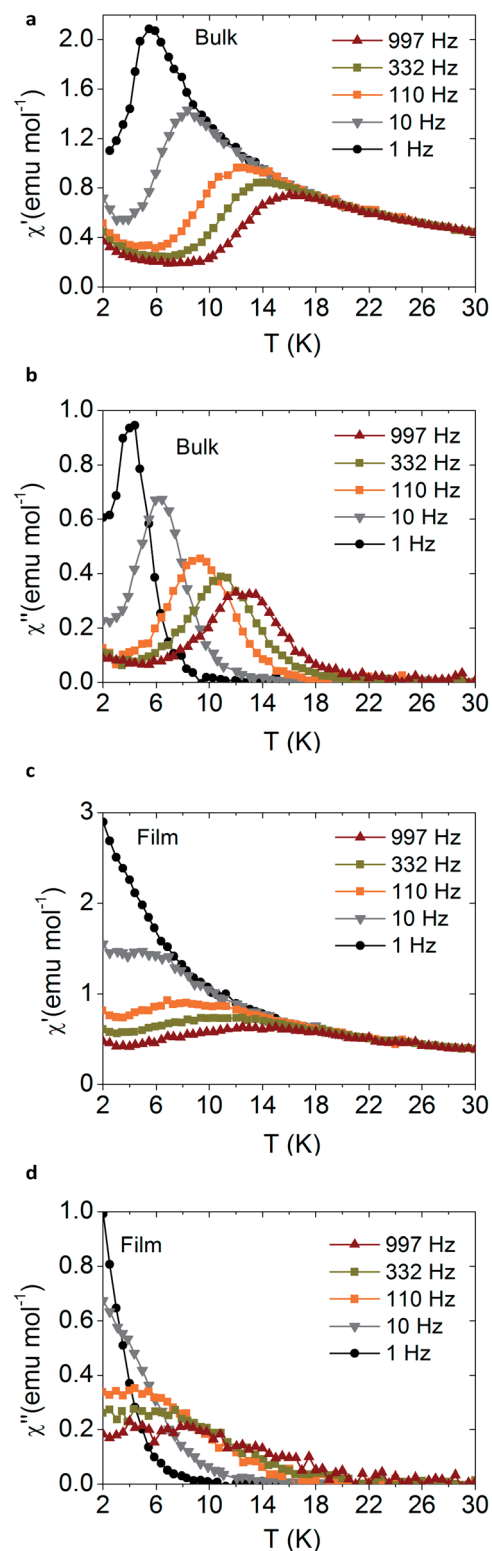 a
Bulk
997 Hz
332 Hz
110 Hz
10 Hz
1 Hz
2.0
1.6
1.2
0.8
0.4
0.0
χ'(emu mol⁻¹)
2 6 10 14 18 22 26 30
T (K)
b
Bulk
997 Hz
332 Hz
110 Hz
10 Hz
1 Hz
1.0
0.8
0.6
0.4
0.2
0.0
χ''(emu mol⁻¹)
2 6 10 14 18 22 26 30
T (K)
c
Film
997 Hz
332 Hz
110 Hz
10 Hz
1 Hz
3
2
1
0
χ'(emu mol⁻¹)
2 6 10 14 18 22 26 30
T (K)
d
Film
997 Hz
332 Hz
110 Hz
10 Hz
1 Hz
1.0
0.8
0.6
0.4
0.2
0.0
χ''(emu mol⁻¹)
2 6 10 14 18 22 26 30
T (K)